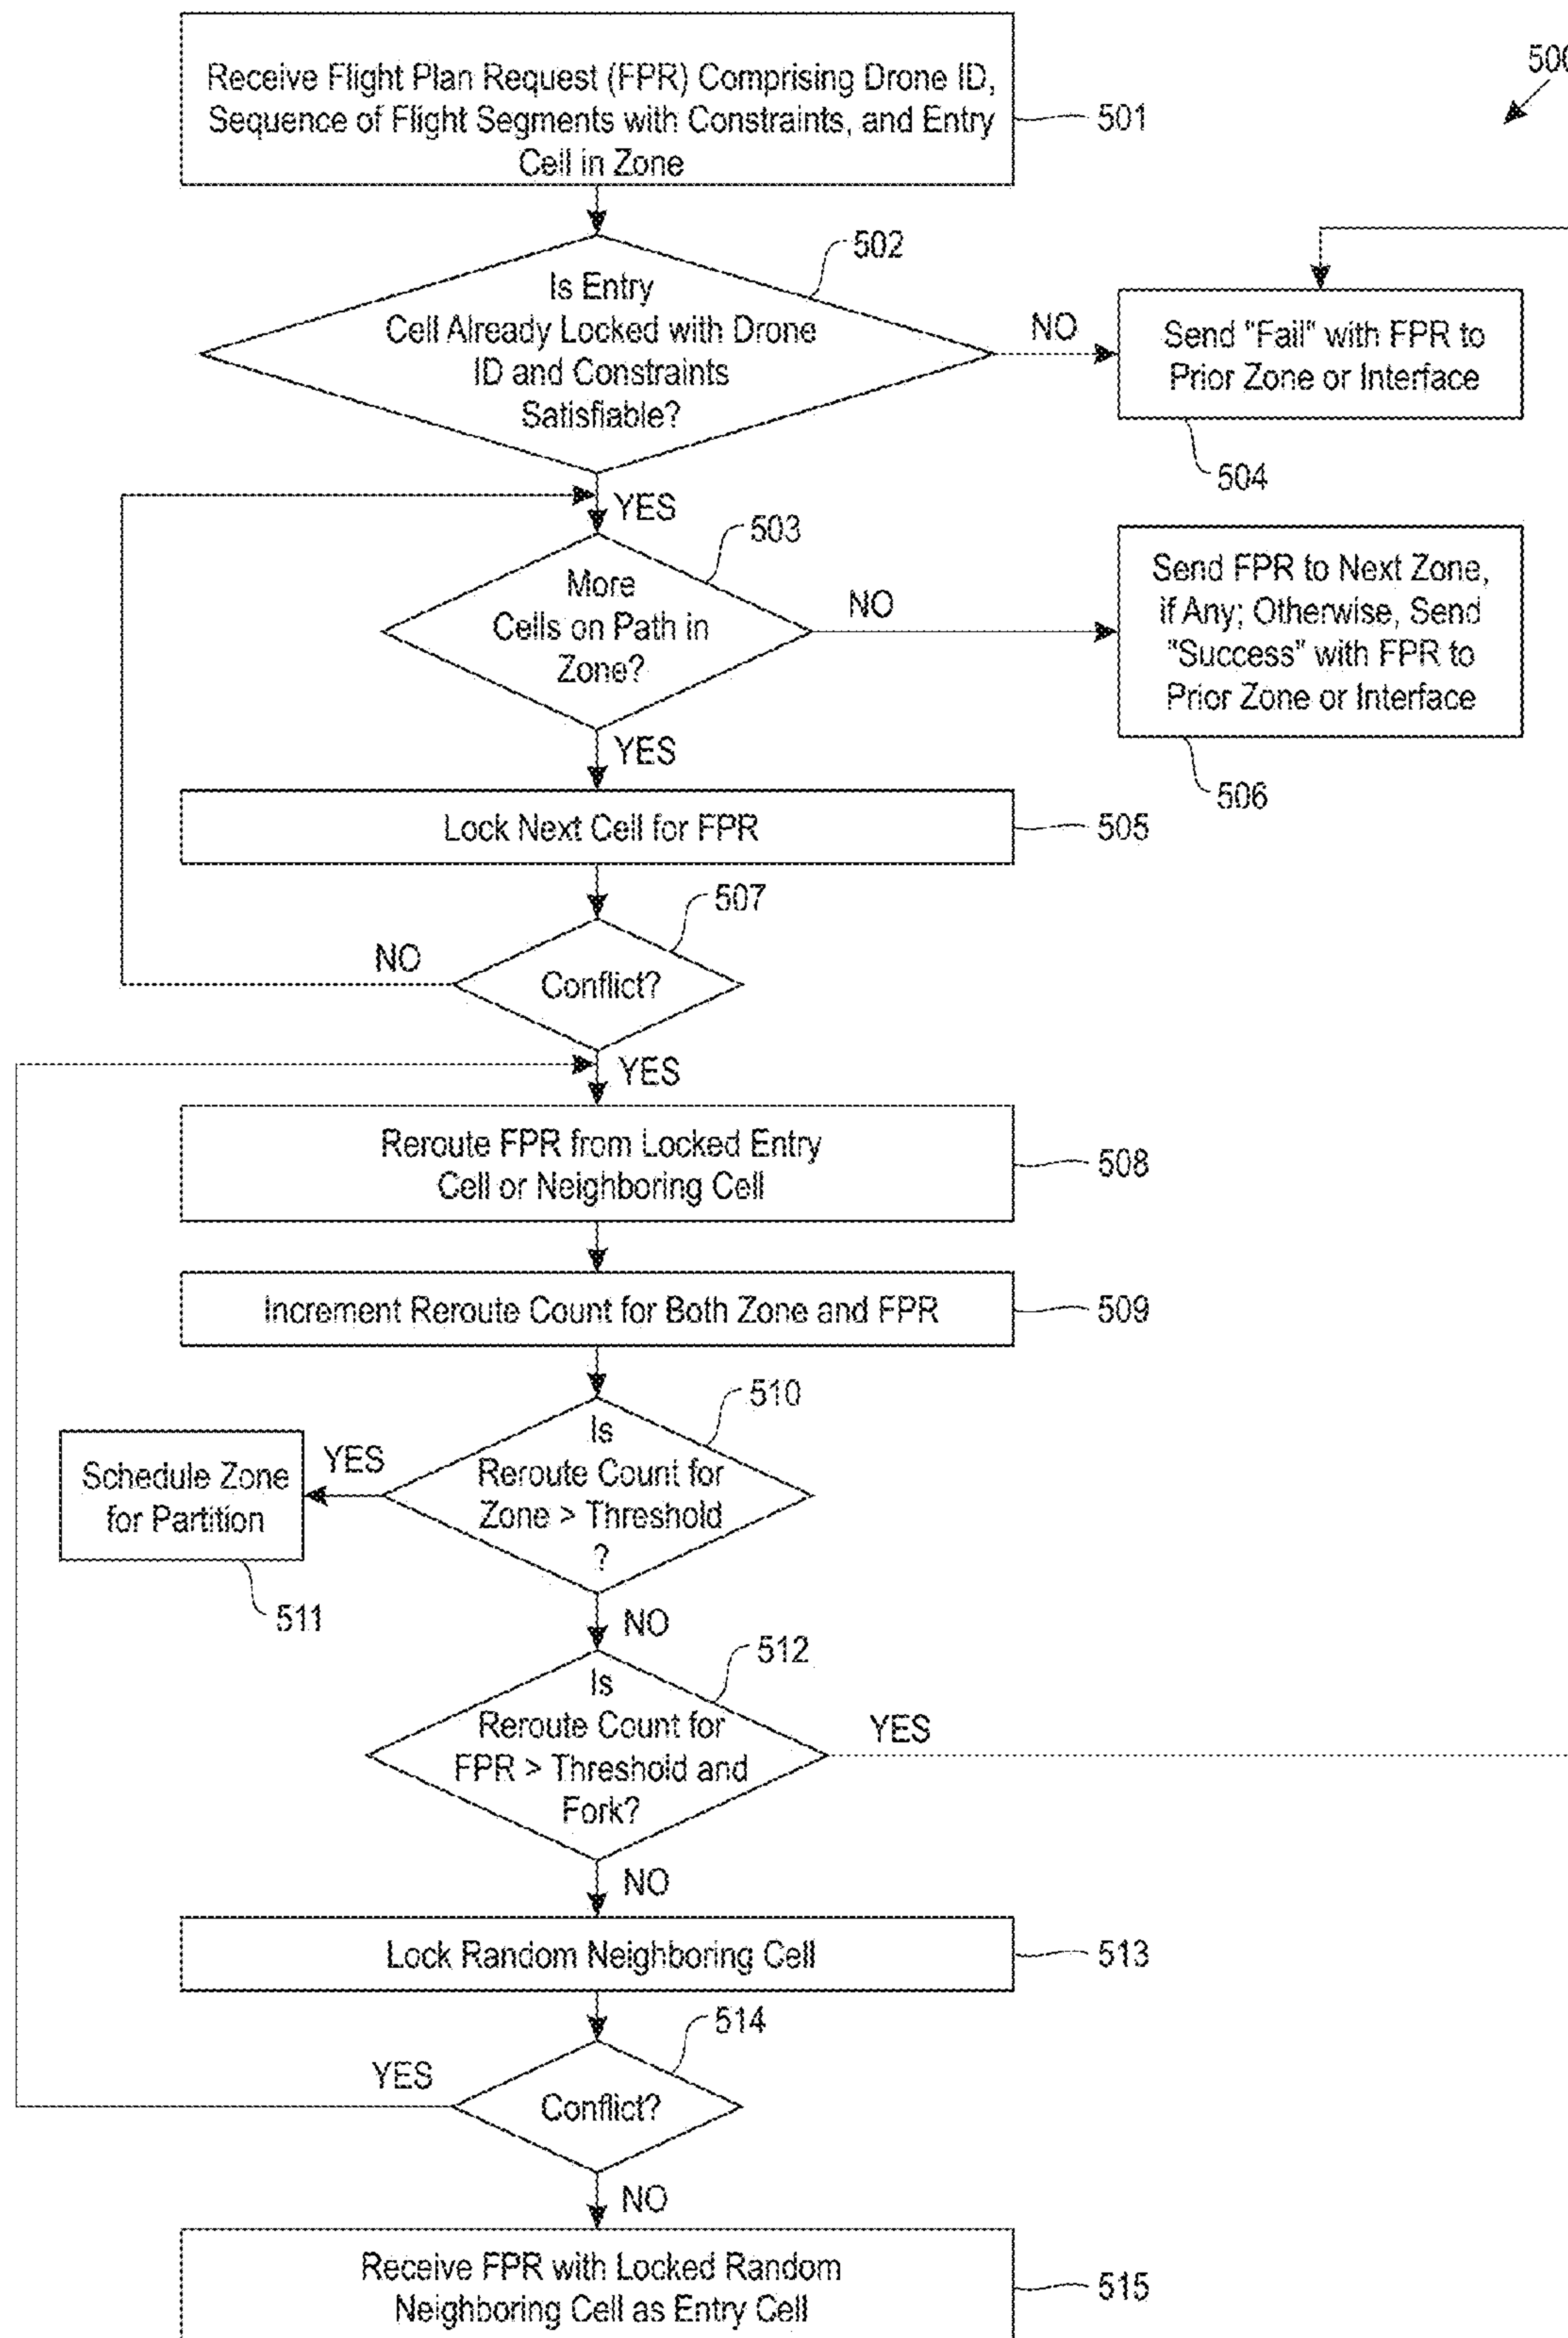 500
Receive Flight Plan Request (FPR) Comprising Drone ID,
Sequence of Flight Segments with Constraints, and Entry
Cell in Zone
501
502
Is Entry
Cell Already Locked with Drone
ID and Constraints
Satisfiable?
NO
Send "Fail" with FPR to
Prior Zone or Interface
504
YES
503
More
Cells on Path in
Zone?
NO
Send FPR to Next Zone,
if Any; Otherwise, Send
"Success" with FPR to
Prior Zone or Interface
506
YES
Lock Next Cell for FPR
505
507
NO
Conflict?
YES
Reroute FPR from Locked Entry
Cell or Neighboring Cell
508
Increment Reroute Count for Both Zone and FPR
509
510
Is
Reroute Count for
Zone > Threshold
?
YES
Schedule Zone
for Partition
511
NO
512
Is
Reroute Count for
FPR > Threshold and
Fork?
YES
NO
Lock Random Neighboring Cell
513
514
YES
Conflict?
NO
Receive FPR with Locked Random
Neighboring Cell as Entry Cell
515